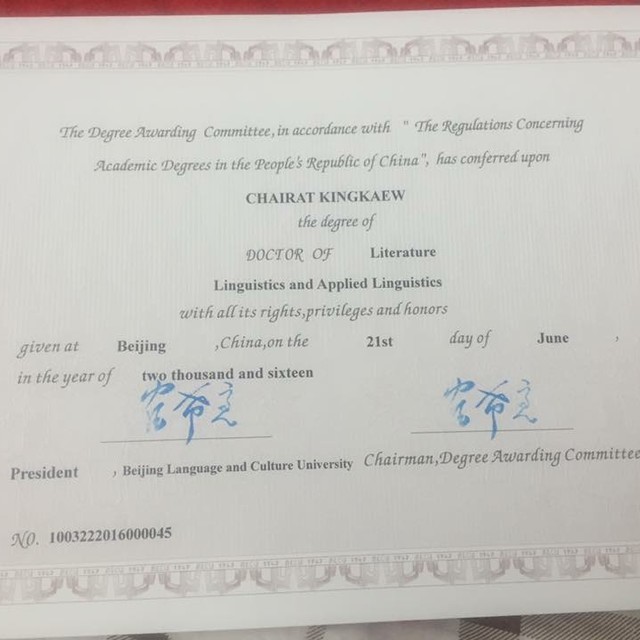 The Degree Awarding Committee, in accordance with " The Regulations Concerning
Academic Degrees in the People's Republic of China", has conferred upon
CHAIRAT KINGKAEW
the degree of
DOCTOR OF Literature
Linguistics and Applied Linguistics
with all its rights,privileges and honors
given at Beijing ,China,on the 21st day of June ,
in the year of two thousand and sixteen
President , Beijing Language and Culture University Chairman,Degree Awarding Committee
NO. 1003222016000045